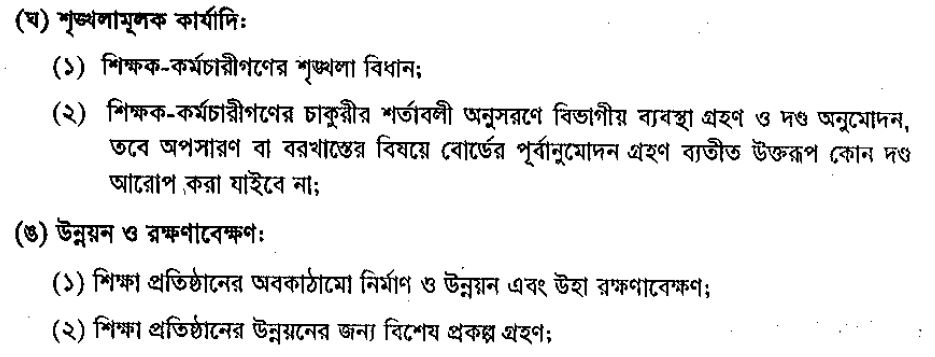 (ঘ) শৃঙ্খলামূলক কার্যাদিঃ
(১) শিক্ষক-কর্মচারীগণের শৃঙ্খলা বিধান;
(২) শিক্ষক-কর্মচারীগণের চাকুরীর শর্তাবলী অনুসরণে বিভাগীয় ব্যবস্থা গ্রহণ ও দণ্ড অনুমোদন,
তবে অপসারণ বা বরখাস্তের বিষয়ে বোর্ডের পূর্বানুমোদন গ্রহণ ব্যতীত উক্তরূপ কোন দণ্ড
আরোপ করা যাইবে না;
(ঙ) উন্নয়ন ও রক্ষণাবেক্ষণঃ
(১) শিক্ষা প্রতিষ্ঠানের অবকাঠামো নির্মাণ ও উন্নয়ন এবং উহা রক্ষণাবেক্ষণ;
(২) শিক্ষা প্রতিষ্ঠানের উন্নয়নের জন্য বিশেষ প্রকল্প গ্রহণ;